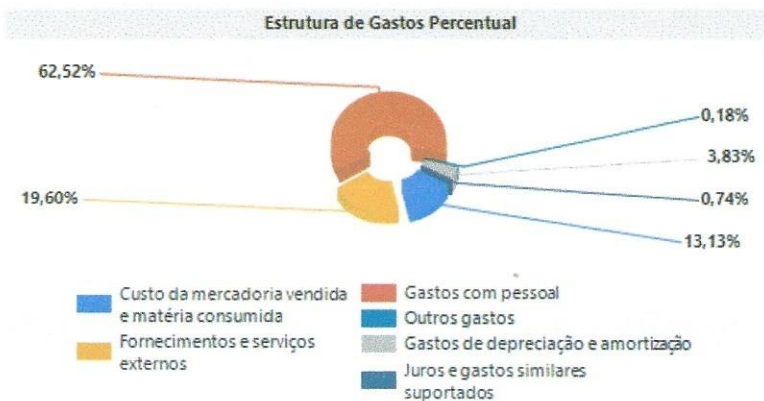 Estrutura de Gastos Percentual
62,52%
0,18%
3,83%
0,74%
19,60%
13,13%
Custo da mercadoria vendida
e matéria consumida
Fornecimentos e serviços
externos
Gastos com pessoal
Outros gastos
Gastos de depreciação e amortização
Juros e gastos similares
suportados